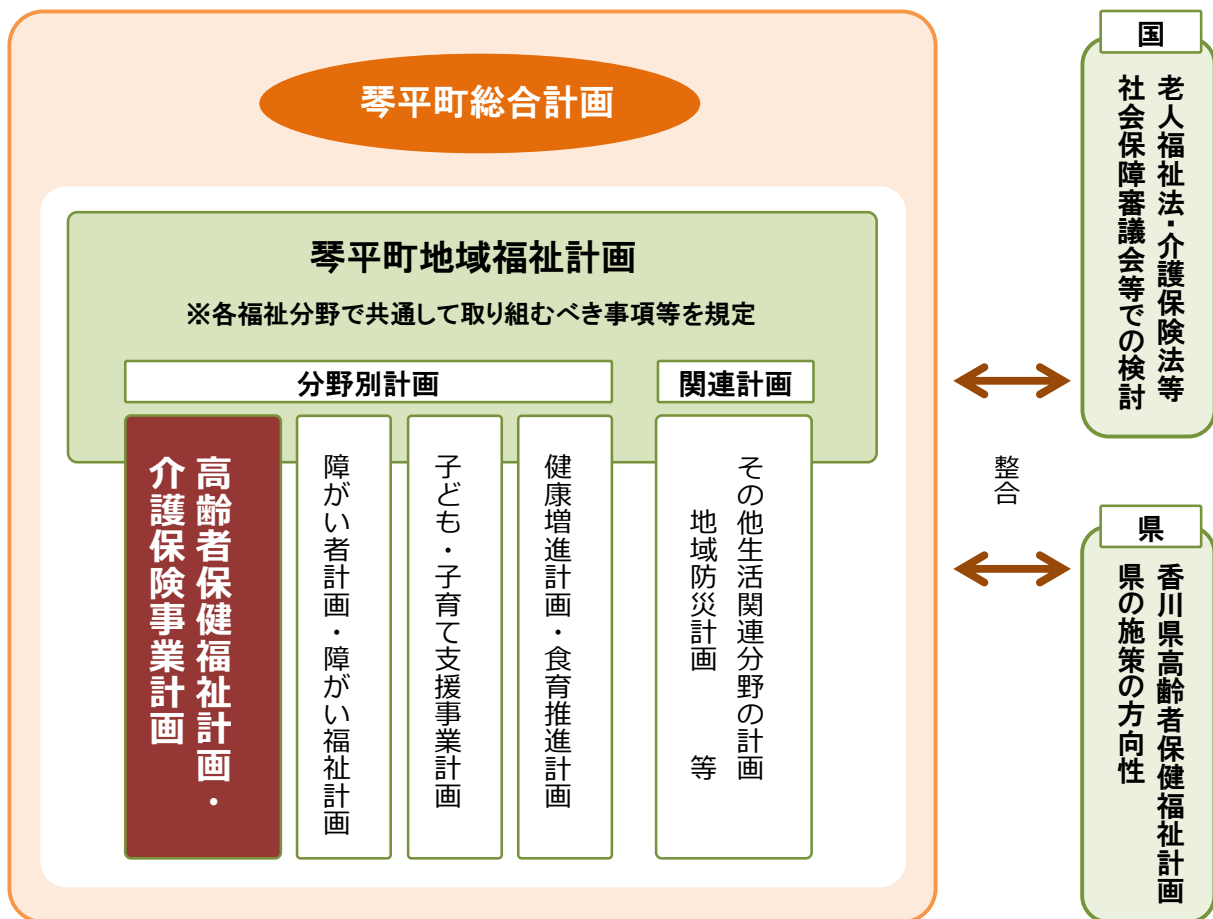 琴平町総合計画
琴平町地域福祉計画
※各福祉分野で共通して取り組むべき事項等を規定
分野別計画
高齢者保健福祉計画・
介護保険事業計画
障がい者計画・障がい福祉計画
子ども・子育て支援事業計画
健康増進計画・食育推進計画
関連計画
その他生活関連分野の計画
地域防災計画　等
整合
国
老人福祉法・介護保険法等
社会保障審議会等での検討
県
香川県高齢者保健福祉計画
県の施策の方向性